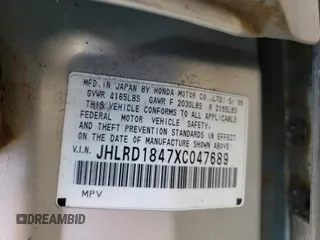 MFD. IN JAPAN BY HONDA MOTOR CO.,LTD.
GVWR 4165LBS GAWR F 2030LBS R 2155LBS
THIS VEHICLE CONFORMS TO ALL APPLICABLE
FEDERAL MOTOR VEHICLE SAFETY,
AND THEFT PREVENTION STANDARDS IN EFFECT
ON THE DATE OF MANUFACTURE SHOWN ABOVE.
V.I.N. JHLRD1847XC047689
MPV
DREAMBID